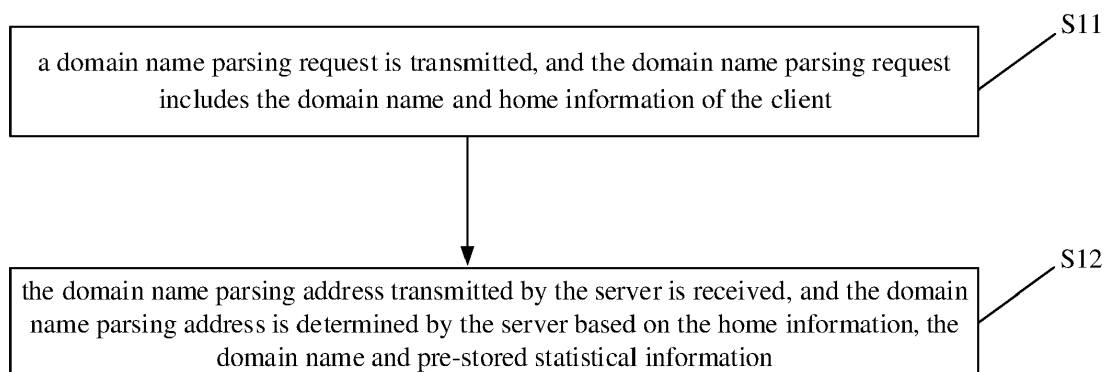 S11
a domain name parsing request is transmitted, and the domain name parsing request
includes the domain name and home information of the client
S12
the domain name parsing address transmitted by the server is received, and the domain
name parsing address is determined by the server based on the home information, the
domain name and pre-stored statistical information